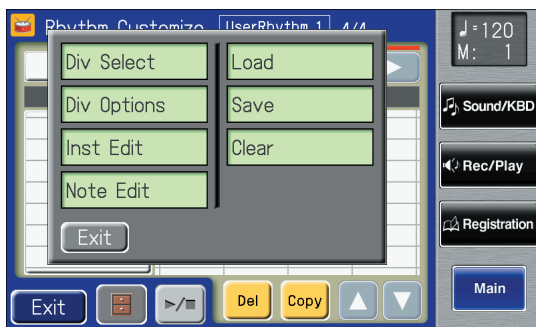 Rhythm Customize UserRhythm 1 4/4
♩=120
M: 1
Div Select
Load
Div Options
Save
Inst Edit
Clear
Note Edit
Exit
Sound/KBD
Rec/Play
Registration
Main
Exit
►/■
Del
Copy